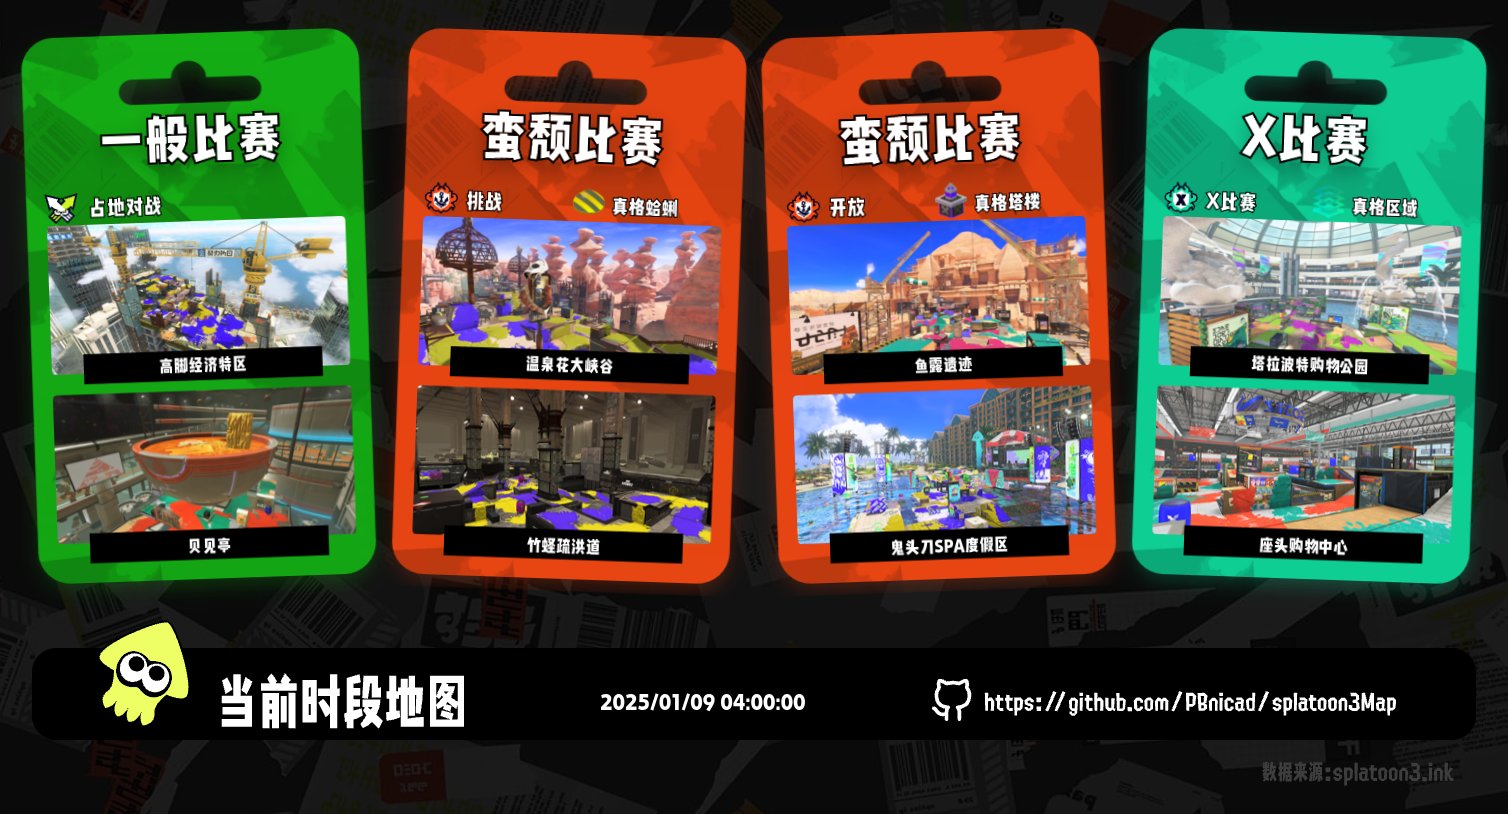 一般比赛
占地对战
高脚经济特区
贝见亭
蛮颓比赛
挑战
真格蛤蜊
温泉花大峡谷
竹蛏疏洪道
蛮颓比赛
开放
真格塔楼
鱼露遗迹
鬼头刀SPA度假区
X比赛
X比赛
真格区域
塔拉波特购物公园
座头购物中心
当前时段地图
2025/01/09 04:00:00
https://github.com/PBnicad/splatoon3Map
数据来源:splatoon3.ink